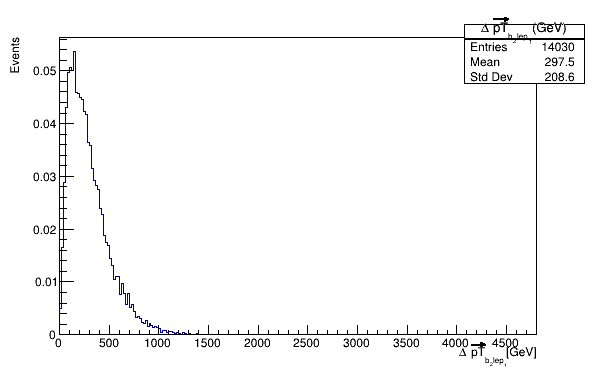 Δ pT b₂lep₁ (GeV)
Entries 14030
Mean 297.5
Std Dev 208.6
Events
0.05
0.04
0.03
0.02
0.01
0
0 500 1000 1500 2000 2500 3000 3500 4000 4500
Δ pT b₂lep₁ [GeV]